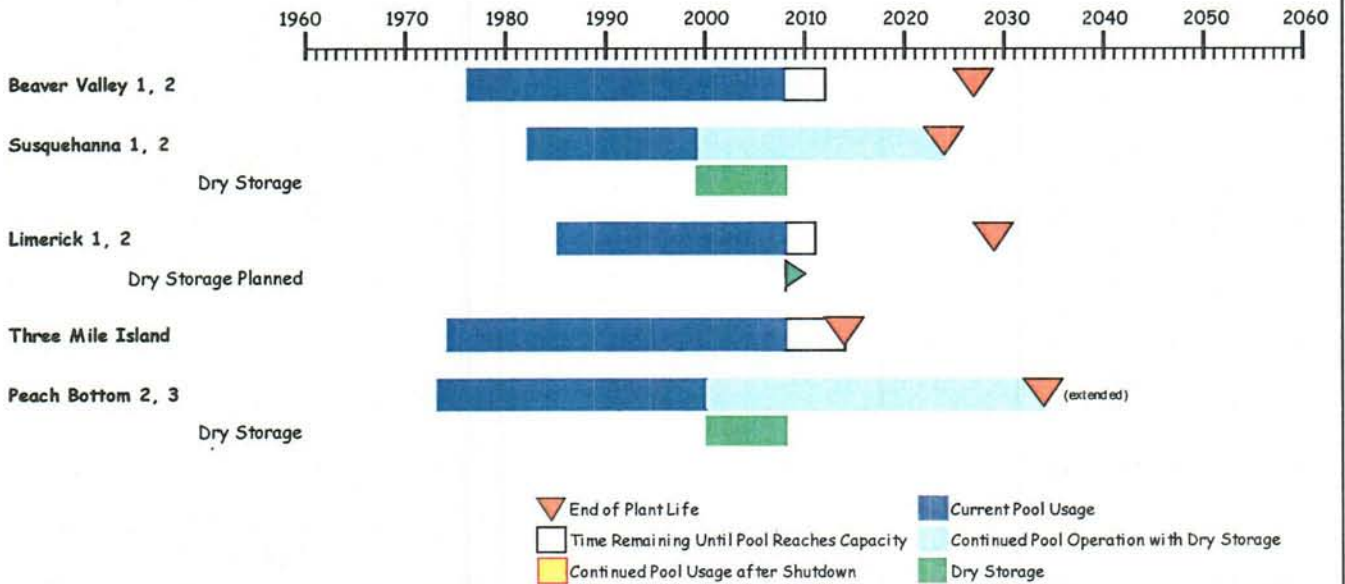 1960 1970 1980 1990 2000 2010 2020 2030 2040 2050 2060
Beaver Valley 1, 2
Susquehanna 1, 2
Dry Storage
Limerick 1, 2
Dry Storage Planned
Three Mile Island
Peach Bottom 2, 3 (extended)
Dry Storage
End of Plant Life Current Pool Usage
Time Remaining Until Pool Reaches Capacity Continued Pool Operation with Dry Storage
Continued Pool Usage after Shutdown Dry Storage